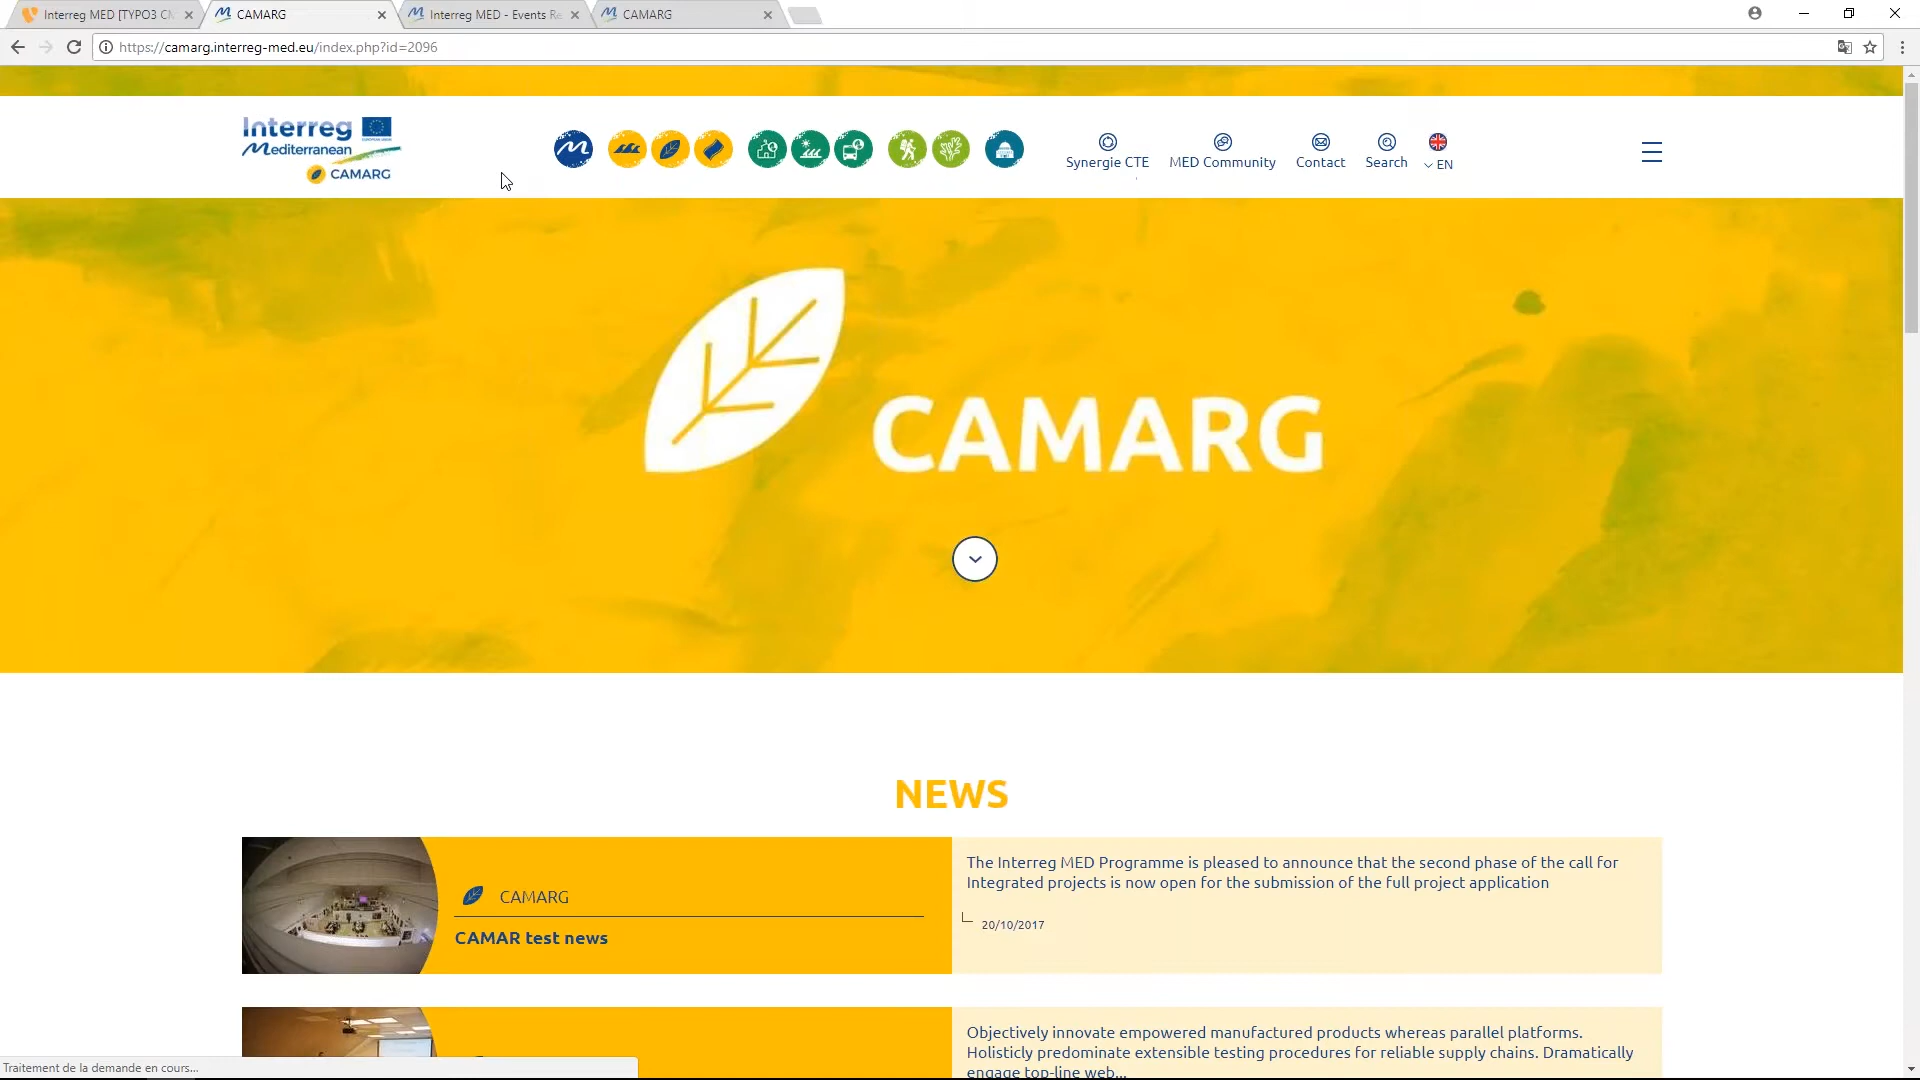 Interreg MED [TYPO3 CM
CAMARG
Interreg MED - Events Re
CAMARG
https://camarg.interreg-med.eu/index.php?id=2096
Interreg
Mediterranean
EUROPEAN UNION
CAMARG
Synergie CTE
MED Community
Contact
Search
EN
CAMARG
NEWS
CAMARG
CAMAR test news
The Interreg MED Programme is pleased to announce that the second phase of the call for
Integrated projects is now open for the submission of the full project application
20/10/2017
Objectively innovate empowered manufactured products whereas parallel platforms.
Holisticly predominate extensible testing procedures for reliable supply chains. Dramatically
engage top-line web...
Traitement de la demande en cours...